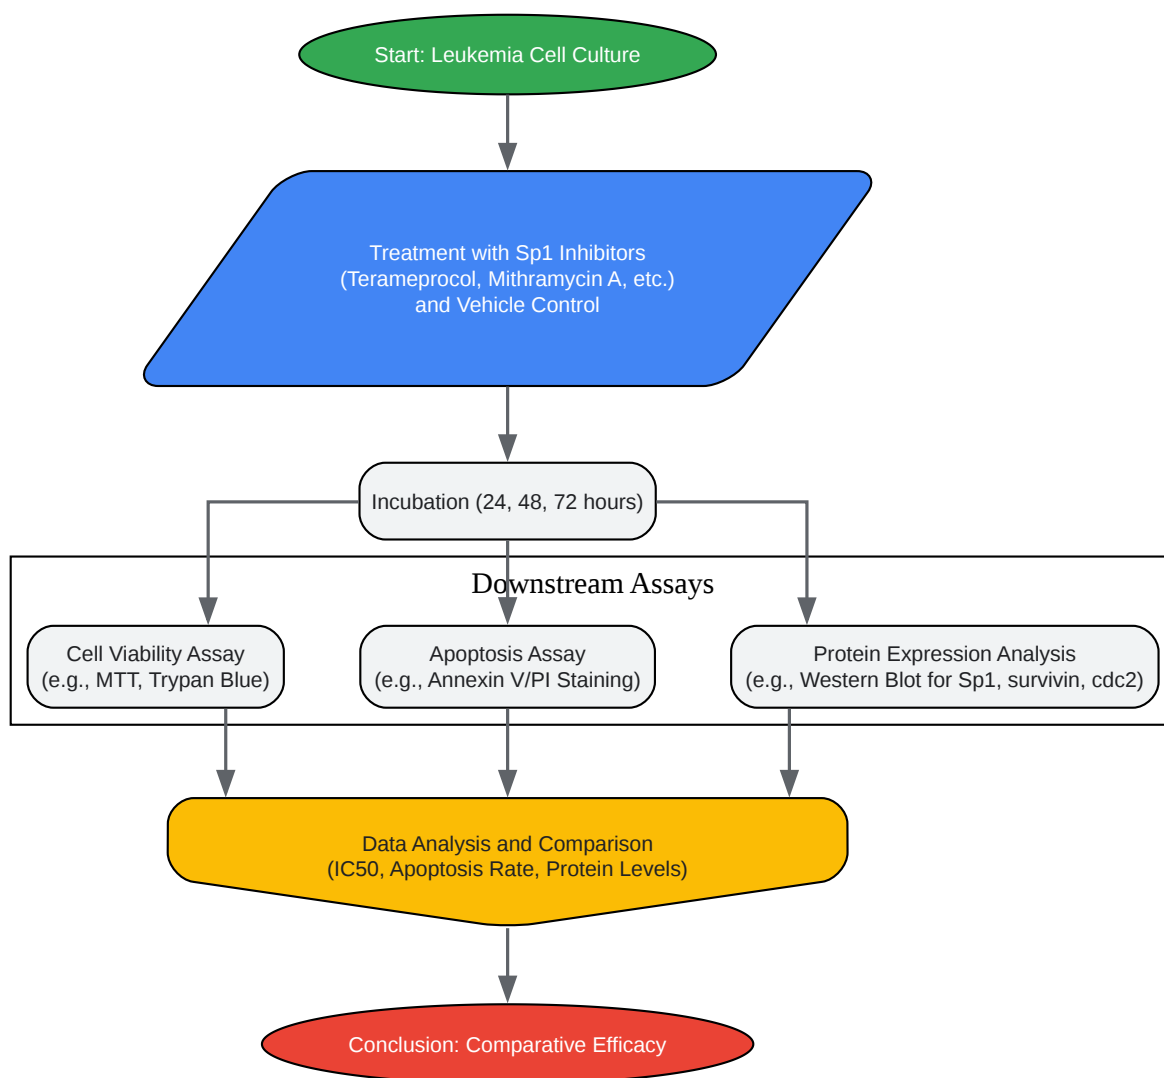 Start: Leukemia Cell Culture
Treatment with Sp1 Inhibitors
(Terameprocol, Mithramycin A, etc.)
and Vehicle Control
Incubation (24, 48, 72 hours)
Downstream Assays
Cell Viability Assay
(e.g., MTT, Trypan Blue)
Apoptosis Assay
(e.g., Annexin V/PI Staining)
Protein Expression Analysis
(e.g., Western Blot for Sp1, survivin, cdc2)
Data Analysis and Comparison
(IC50, Apoptosis Rate, Protein Levels)
Conclusion: Comparative Efficacy